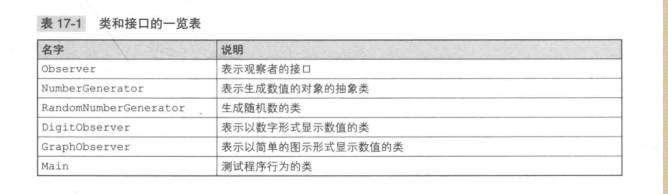 表 17-1 类和接口的一览表
名字 说明
Observer 表示观察者的接口
NumberGenerator 表示生成数值的对象的抽象类
RandomNumberGenerator 生成随机数的类
DigitObserver 表示以数字形式显示数值的类
GraphObserver 表示以简单的图示形式显示数值的类
Main 测试程序行为的类